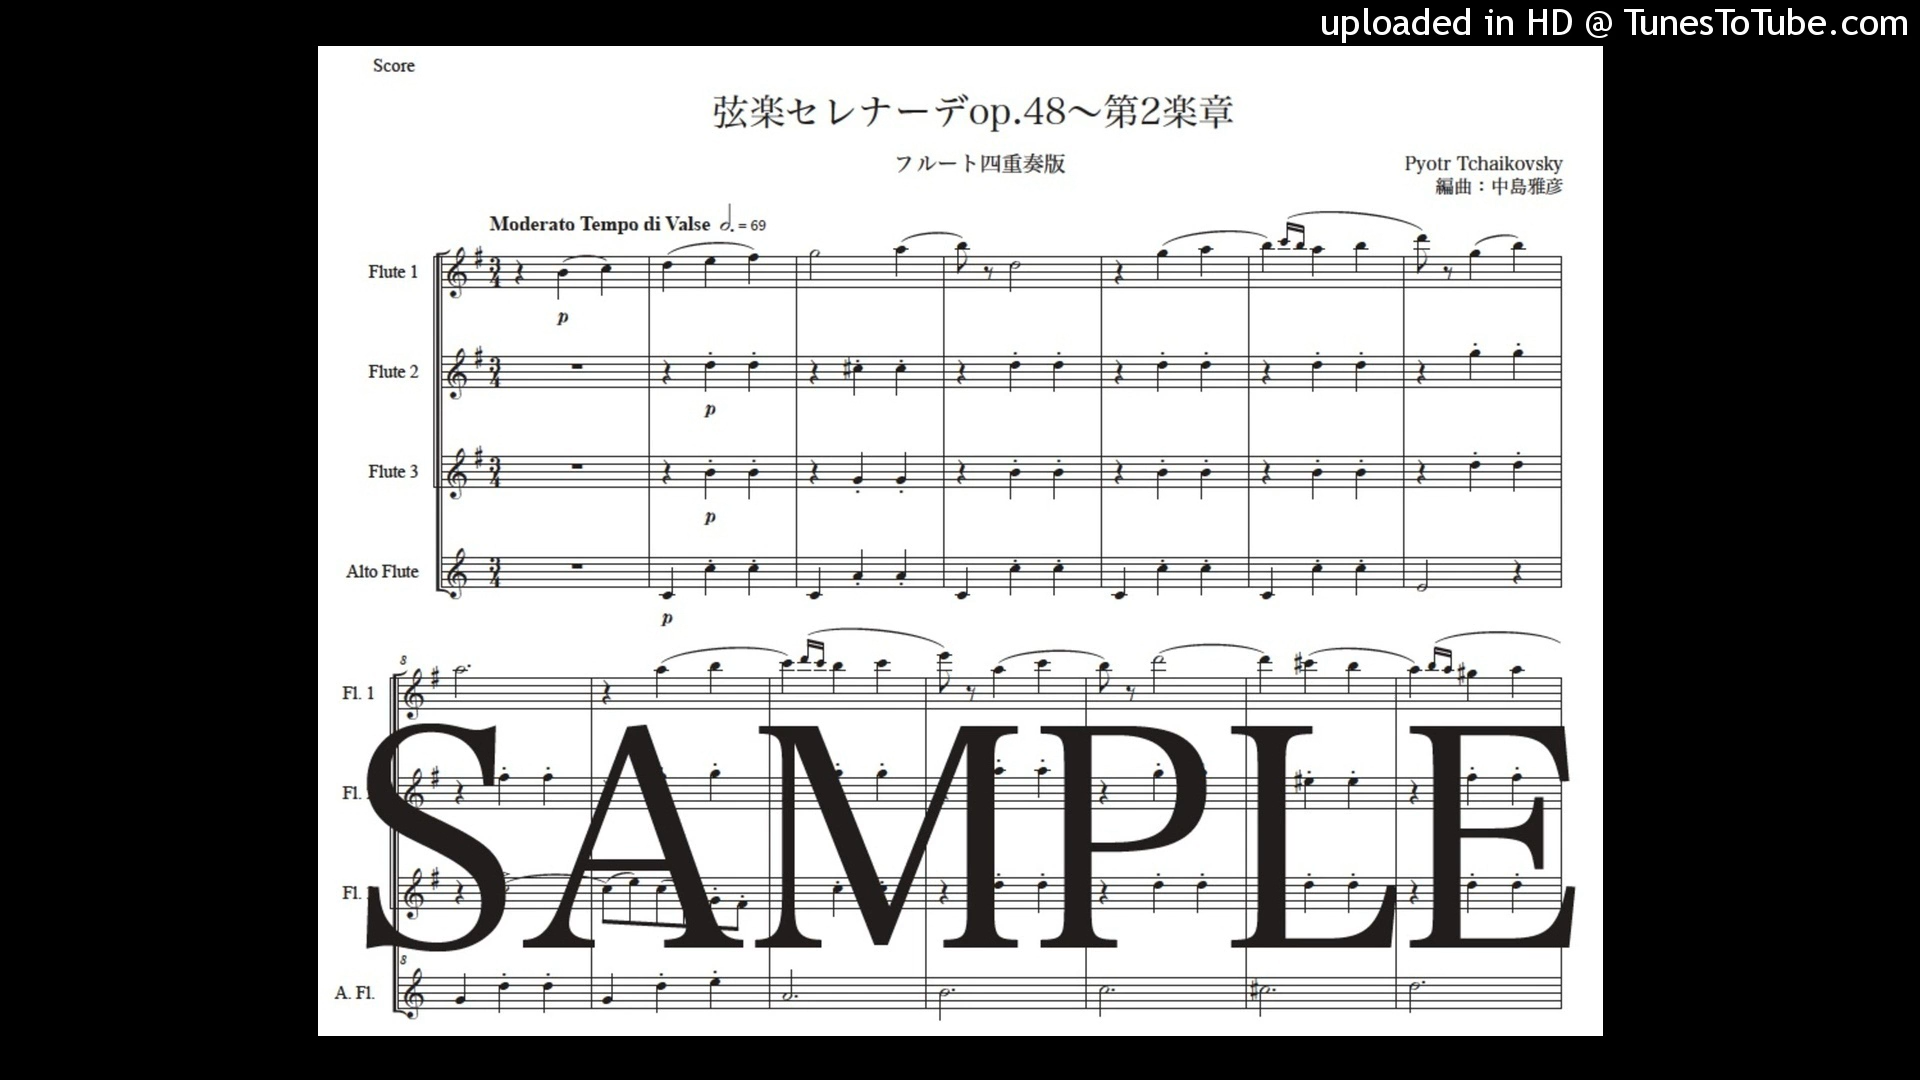 uploaded in HD @ TunesToTube.com
Score
弦楽セレナーデop.48〜第2楽章
フルート四重奏版
Pyotr Tchaikovsky
編曲：中島雅彦
Moderato Tempo di Valse 𝅗𝅥. = 69
Flute 1
p
Flute 2
p
Flute 3
p
Alto Flute
p
8
Fl. 1
SAMPLE
Fl.
Fl.
8
A. Fl.